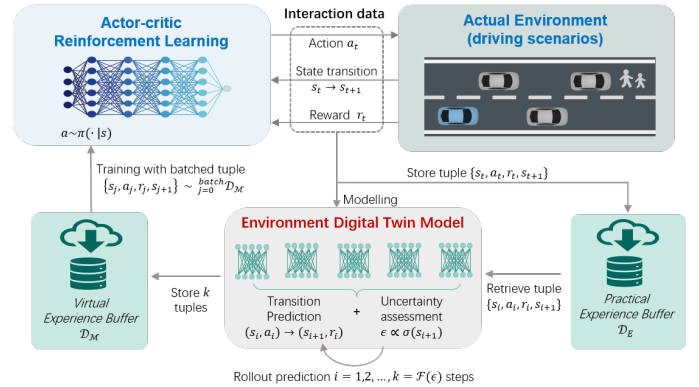 Actor-critic
Reinforcement Learning
a~π(· |s)
Interaction data
Action a_t
State transition
s_t → s_{t+1}
Reward r_t
Actual Environment
(driving scenarios)
Training with batched tuple
{s_j, a_j, r_j, s_{j+1}} ~ ^{batch}_{j=0} 𝒟_ℳ
Store tuple {s_t, a_t, r_t, s_{t+1}}
Modelling
Environment Digital Twin Model
Transition
Prediction
(s_i, a_i) → (s_{i+1}, r_i)
+
Uncertainty
assessment
ϵ ∝ σ(s_{i+1})
Virtual
Experience Buffer
𝒟_ℳ
Store k
tuples
Retrieve tuple
{s_i, a_i, r_i, s_{i+1}}
Practical
Experience Buffer
𝒟_E
Rollout prediction i = 1,2, ..., k = ℱ(ϵ) steps